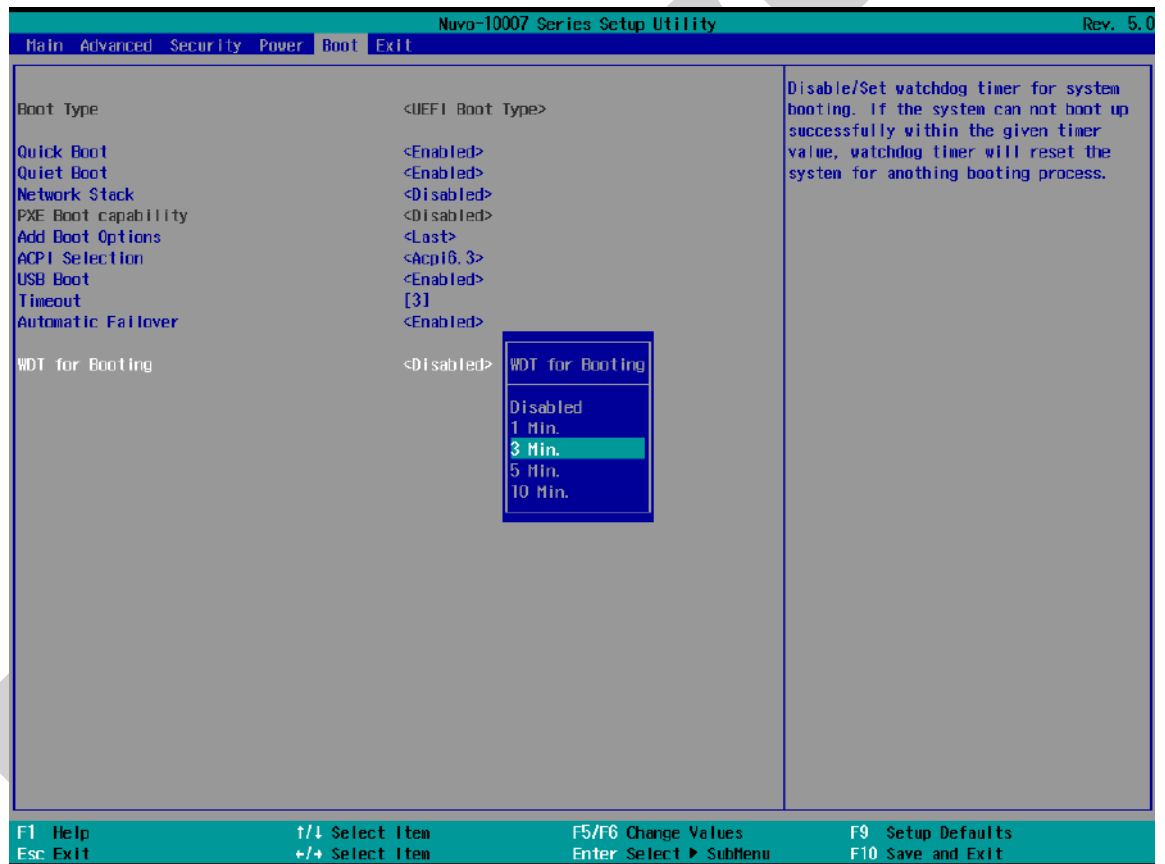 Nuvo-10007 Series Setup Utility Rev. 5.0
Main Advanced Security Power Boot Exit
Boot Type <UEFI Boot Type>
Quick Boot <Enabled>
Quiet Boot <Enabled>
Network Stack <Disabled>
PXE Boot capability <Disabled>
Add Boot Options <Last>
ACPI Selection <Acpi6.3>
USB Boot <Enabled>
Timeout [3]
Automatic Failover <Enabled>
WDT for Booting <Disabled>
WDT for Booting
Disabled
1 Min.
3 Min.
5 Min.
10 Min.
Disable/Set watchdog timer for system
booting. If the system can not boot up
successfully within the given timer
value, watchdog timer will reset the
system for anothing booting process.
F1 Help ↑/↓ Select Item F5/F6 Change Values F9 Setup Defaults
Esc Exit ←/→ Select Item Enter Select ▶ SubMenu F10 Save and Exit